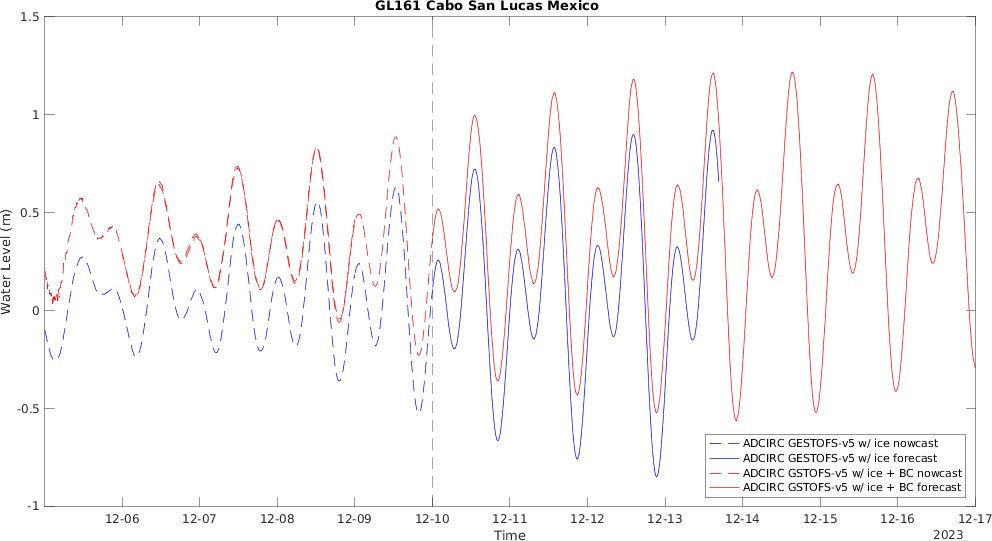 GL161 Cabo San Lucas Mexico
1.5
1
0.5
0
-0.5
-1
Water Level (m)
12-06
12-07
12-08
12-09
12-10
12-11
12-12
12-13
12-14
12-15
12-16
12-17
Time
2023
ADCIRC GESTOFS-v5 w/ ice nowcast
ADCIRC GESTOFS-v5 w/ ice forecast
ADCIRC GSTOFS-v5 w/ ice + BC nowcast
ADCIRC GSTOFS-v5 w/ ice + BC forecast